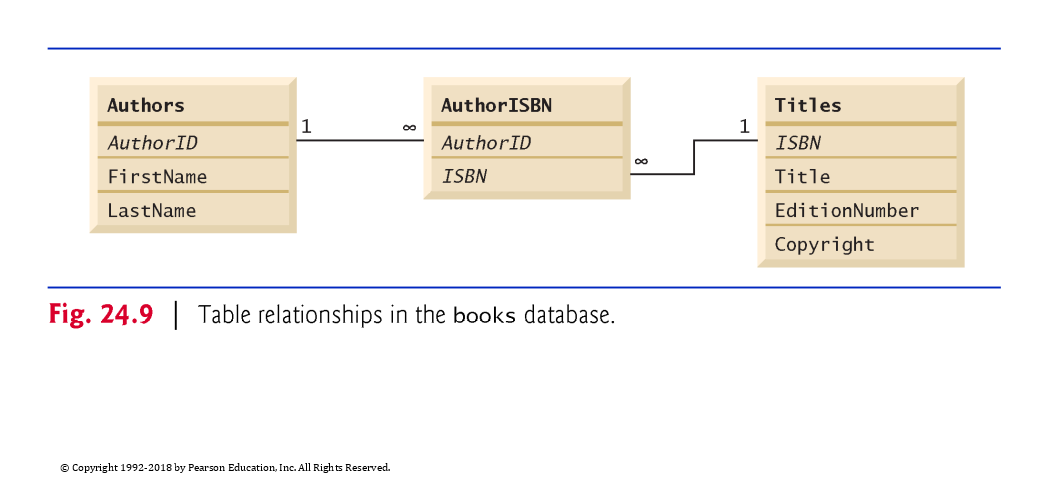 Authors
AuthorID
FirstName
LastName
1
∞
AuthorISBN
AuthorID
ISBN
∞
1
Titles
ISBN
Title
EditionNumber
Copyright
Fig. 24.9 | Table relationships in the books database.
© Copyright 1992-2018 by Pearson Education, Inc. All Rights Reserved.